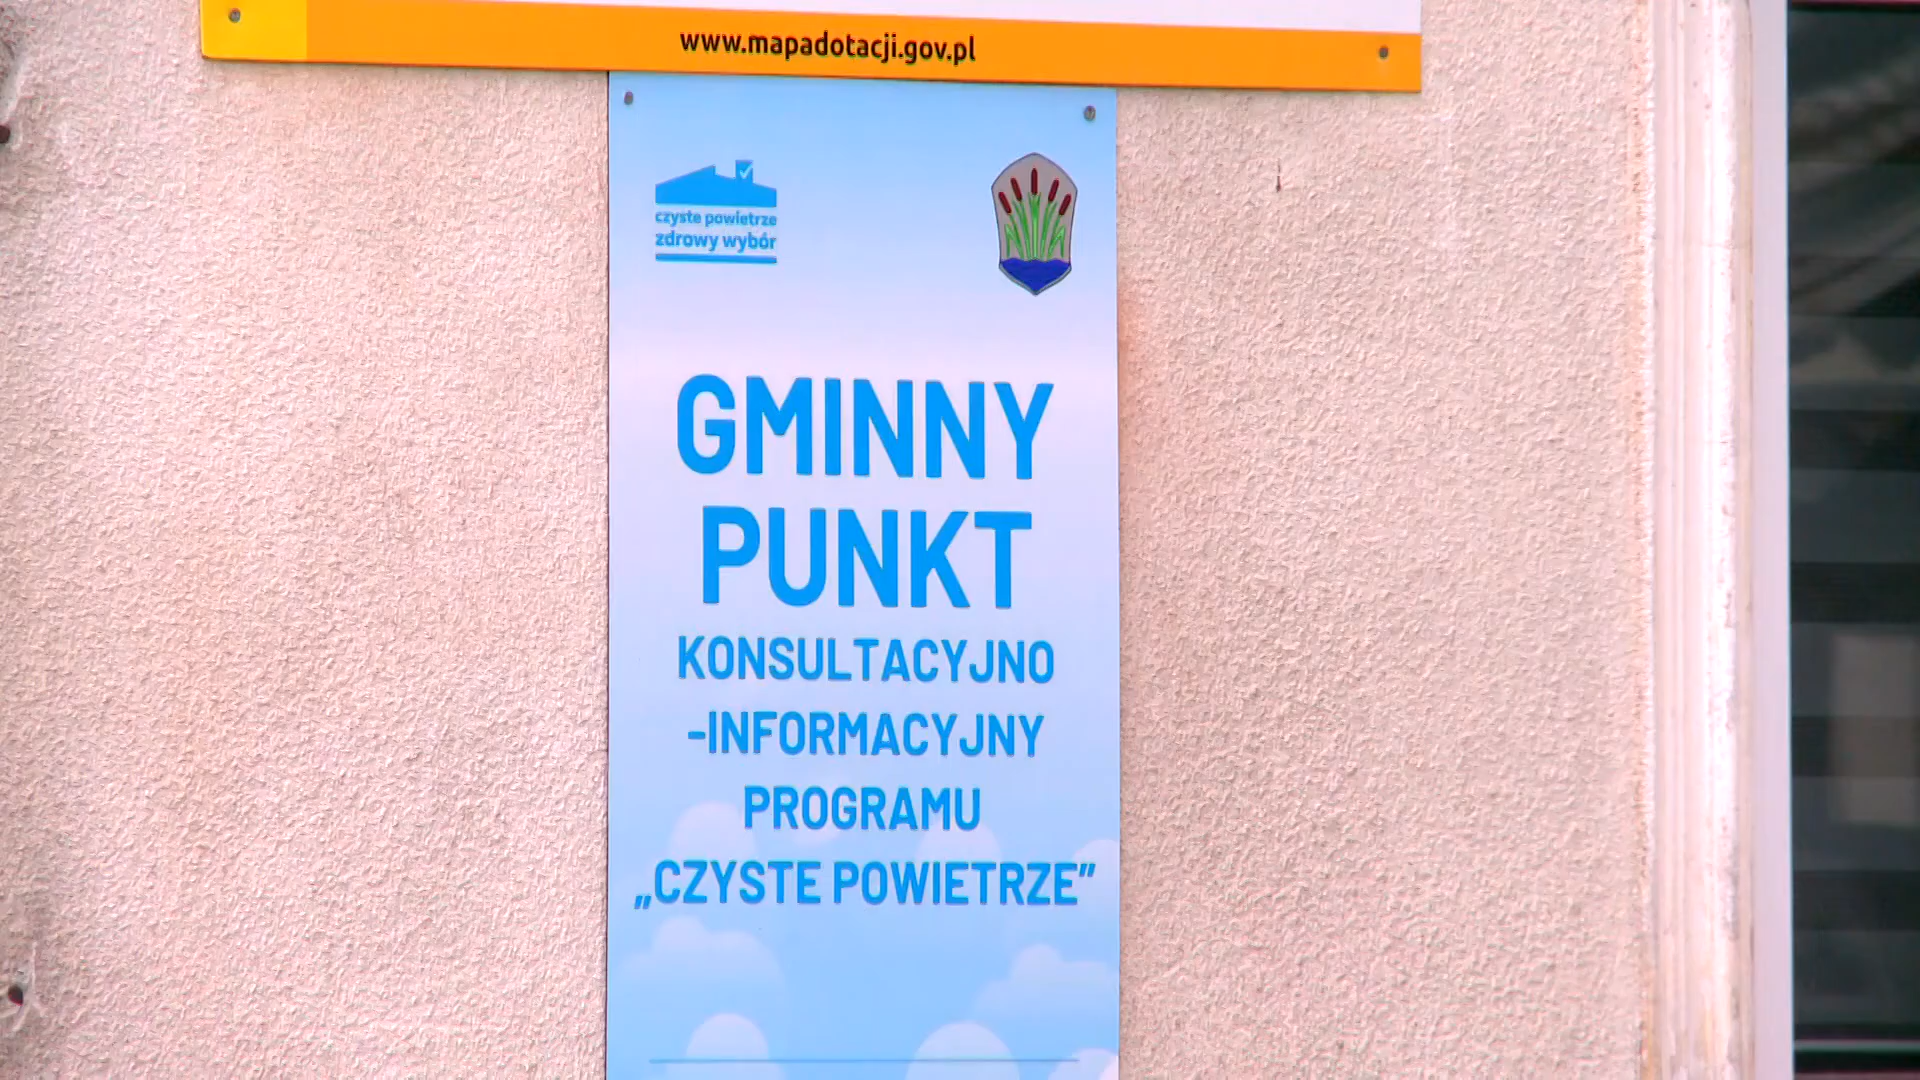 www.mapadotacji.gov.pl
czyste powietrze
zdrowy wybór
GMINNY
PUNKT
KONSULTACYJNO
-INFORMACYJNY
PROGRAMU
„CZYSTE POWIETRZE”